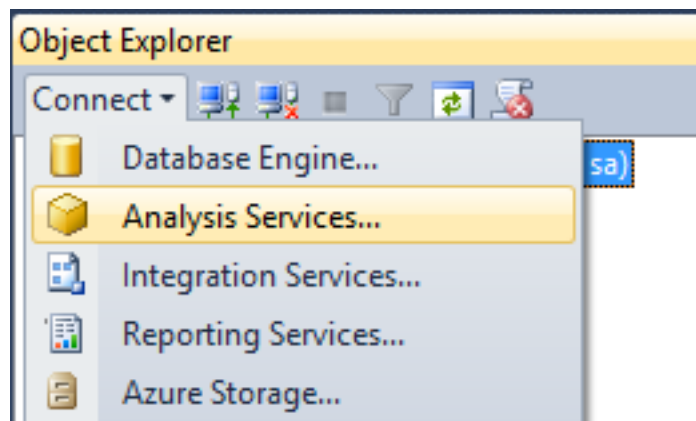 Object Explorer
Connect
sa)
Database Engine...
Analysis Services...
Integration Services...
Reporting Services...
Azure Storage...